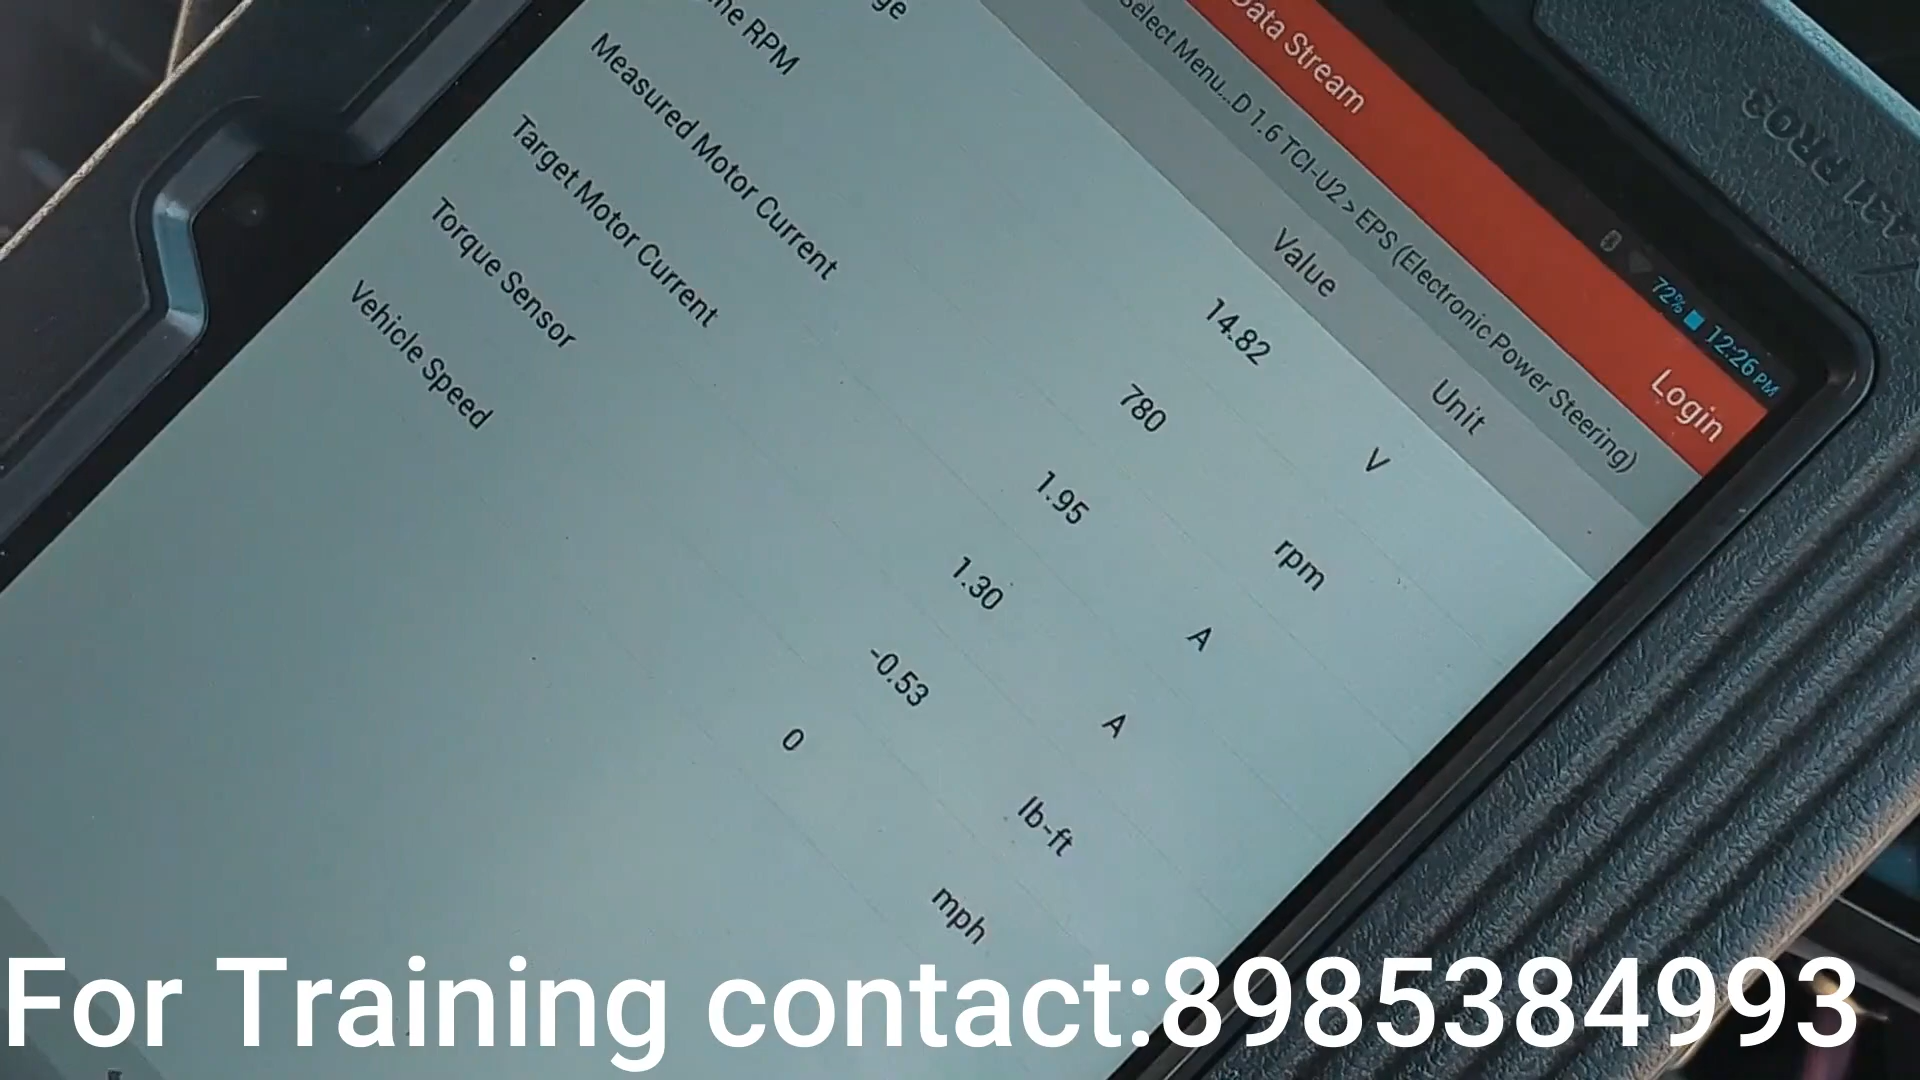 72% 12:26 PM
Data Stream Login
Select Menu...D 1.6 TCI-U2 > EPS (Electronic Power Steering)
Value Unit
14.82 V
RPM 780 rpm
Measured Motor Current 1.95 A
Target Motor Current 1.30 A
Torque Sensor -0.53 lb-ft
Vehicle Speed 0 mph
PRO3
For Training contact:8985384993